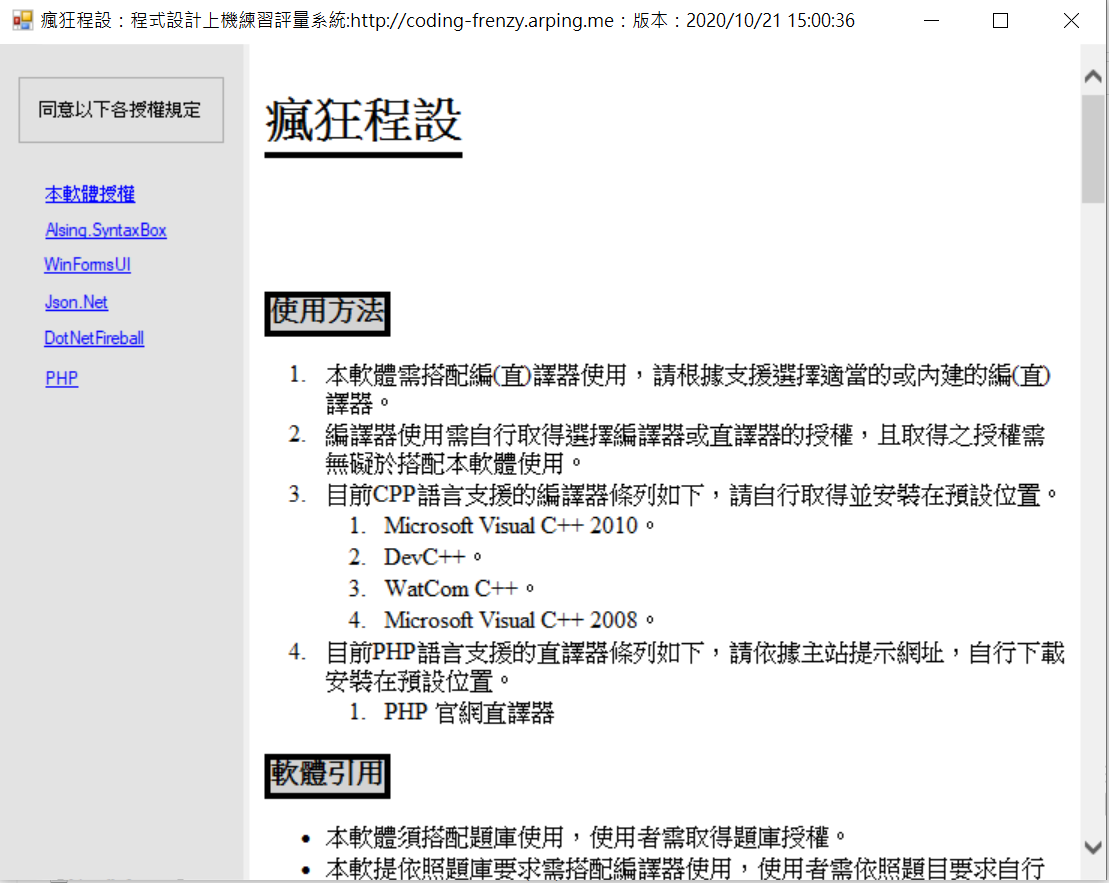 瘋狂程設：程式設計上機練習評量系統:http://coding-frenzy.arping.me：版本：2020/10/21 15:00:36
同意以下各授權規定
本軟體授權
Alsing.SyntaxBox
WinFormsUI
Json.Net
DotNetFireball
PHP
瘋狂程設
使用方法
1. 本軟體需搭配編(直)譯器使用，請根據支援選擇適當的或內建的編(直)
譯器。
2. 編譯器使用需自行取得選擇編譯器或直譯器的授權，且取得之授權需
無礙於搭配本軟體使用。
3. 目前CPP語言支援的編譯器條列如下，請自行取得並安裝在預設位置。
1. Microsoft Visual C++ 2010。
2. DevC++。
3. WatCom C++。
4. Microsoft Visual C++ 2008。
4. 目前PHP語言支援的直譯器條列如下，請依據主站提示網址，自行下載
安裝在預設位置。
1. PHP 官網直譯器
軟體引用
• 本軟體須搭配題庫使用，使用者需取得題庫授權。
• 本軟提依照題庫要求需搭配編譯器使用，使用者需依照題目要求自行